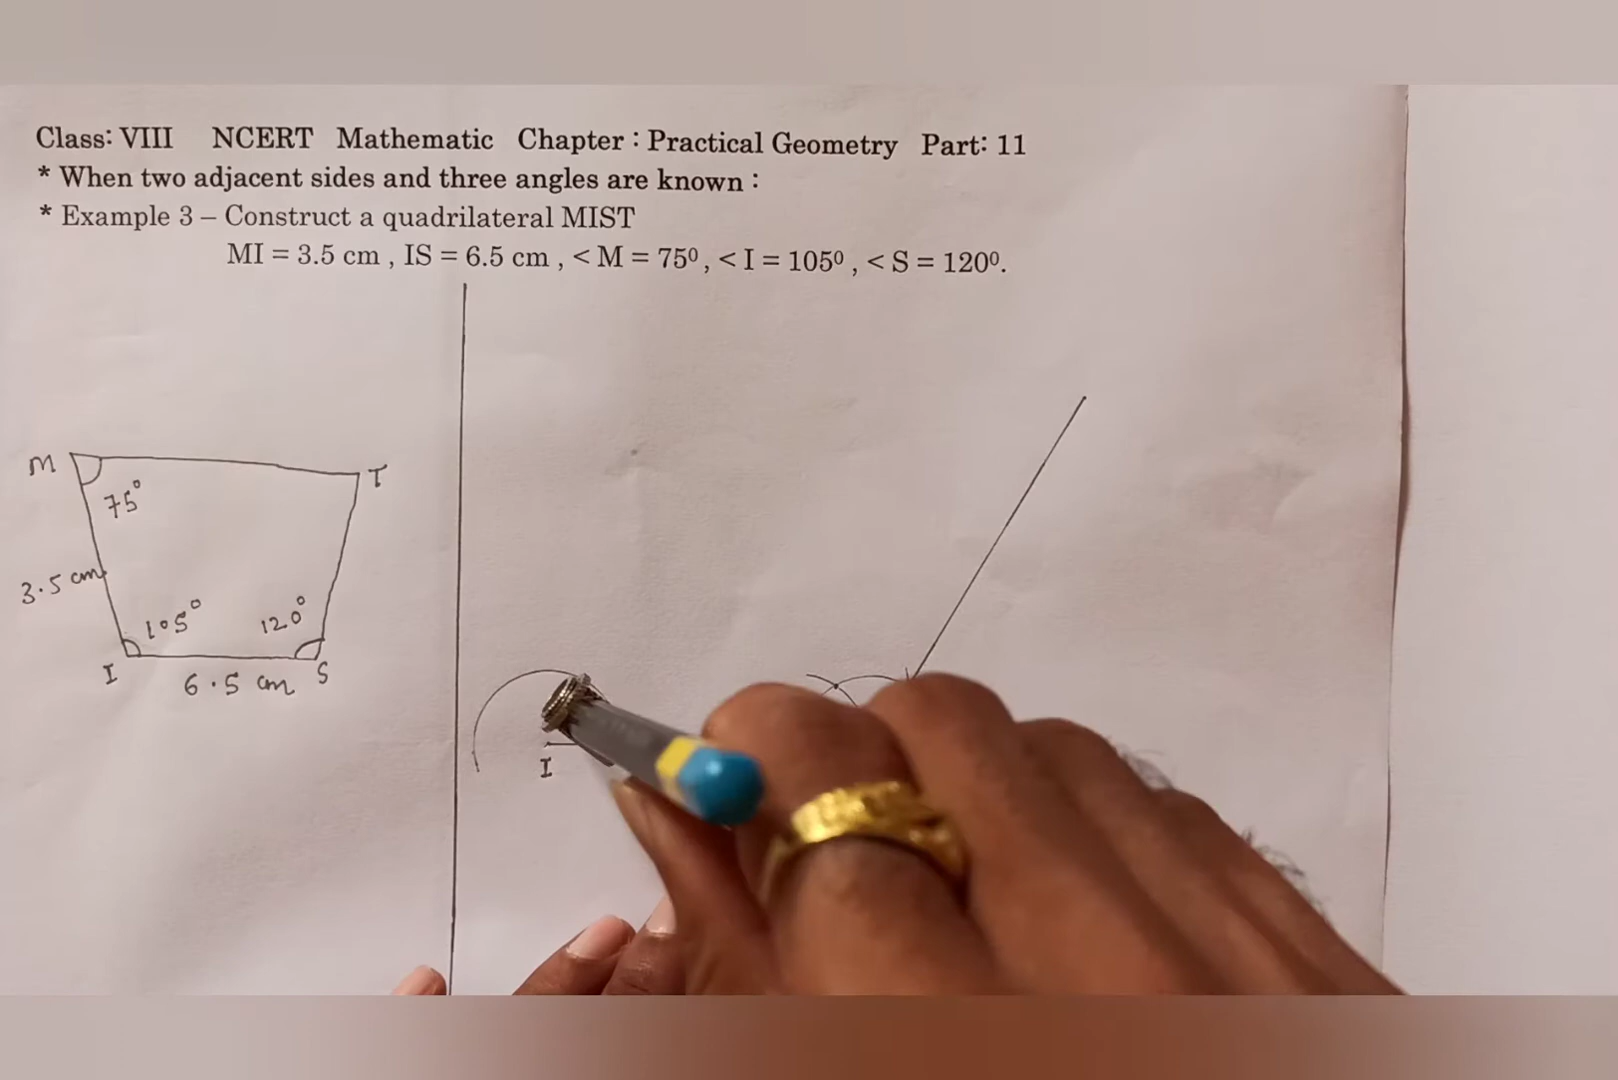 Class: VIII NCERT Mathematic Chapter : Practical Geometry Part: 11
* When two adjacent sides and three angles are known :
* Example 3 – Construct a quadrilateral MIST
MI = 3.5 cm , IS = 6.5 cm , < M = 75⁰ , < I = 105⁰ , < S = 120⁰.
M
T
75°
3.5 cm
105°
120°
I
6.5 cm
S
I